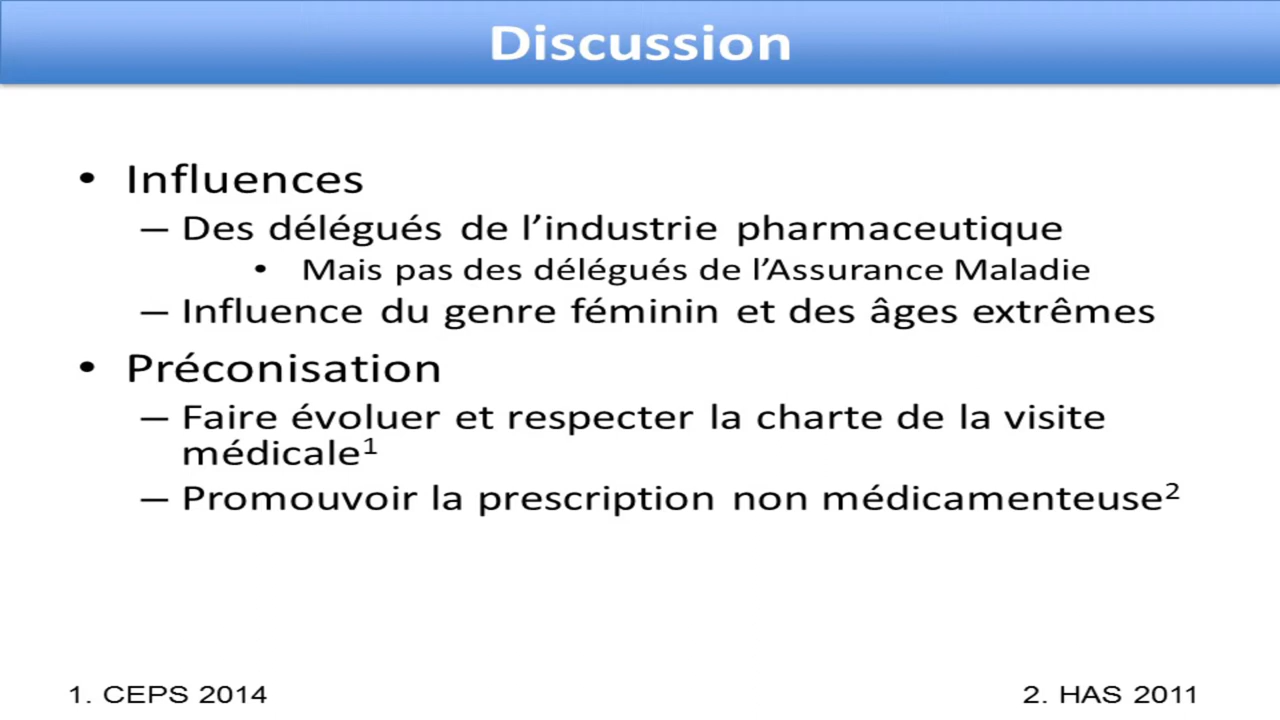 Discussion
• Influences
– Des délégués de l’industrie pharmaceutique
• Mais pas des délégués de l’Assurance Maladie
– Influence du genre féminin et des âges extrêmes
• Préconisation
– Faire évoluer et respecter la charte de la visite
médicale¹
– Promouvoir la prescription non médicamenteuse²
1. CEPS 2014
2. HAS 2011